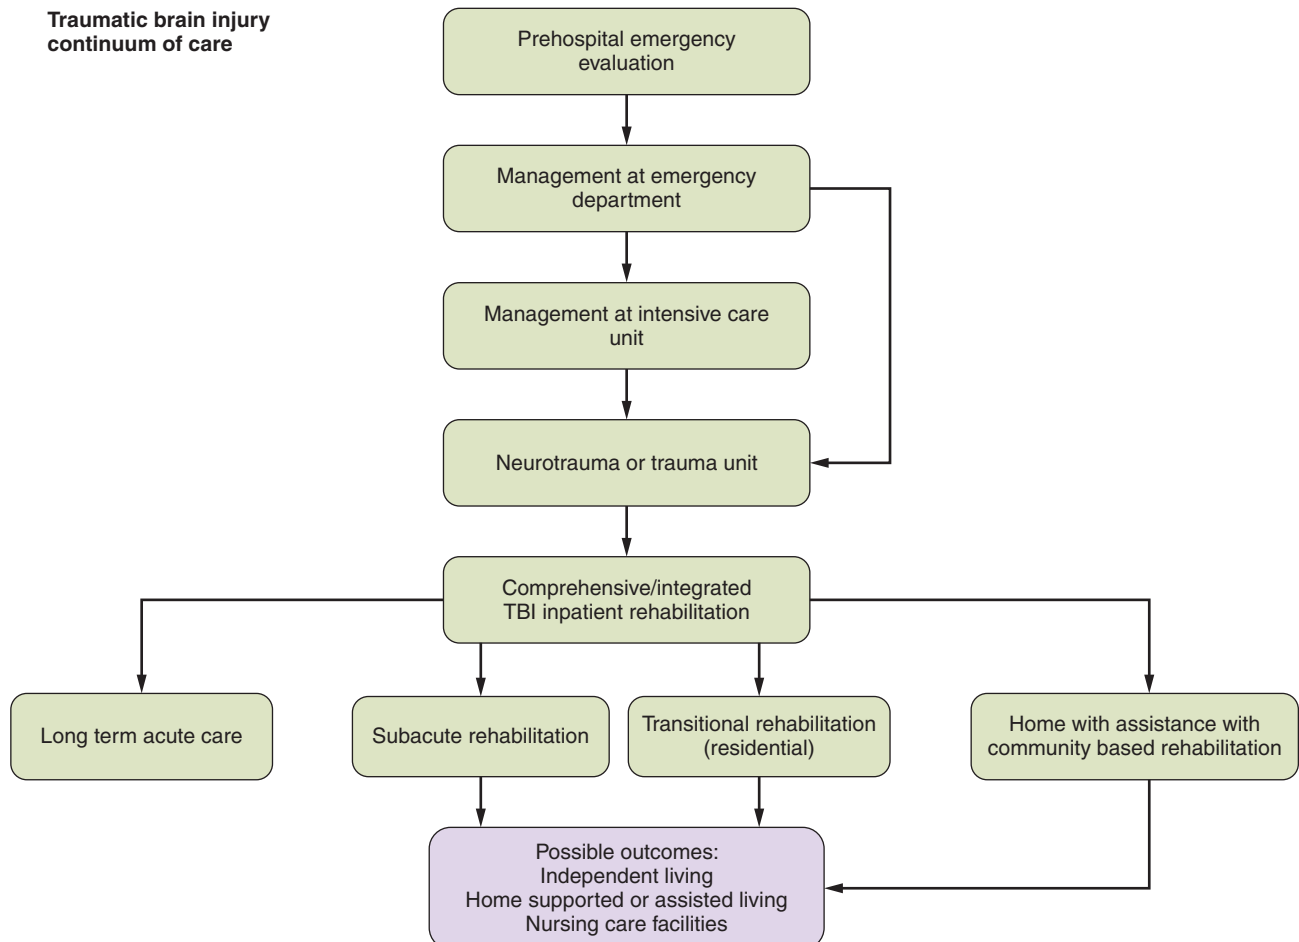 Traumatic brain injury
continuum of care
Prehospital emergency
evaluation
Management at emergency
department
Management at intensive care
unit
Neurotrauma or trauma unit
Comprehensive/integrated
TBI inpatient rehabilitation
Long term acute care
Subacute rehabilitation
Transitional rehabilitation
(residential)
Home with assistance with
community based rehabilitation
Possible outcomes:
Independent living
Home supported or assisted living
Nursing care facilities